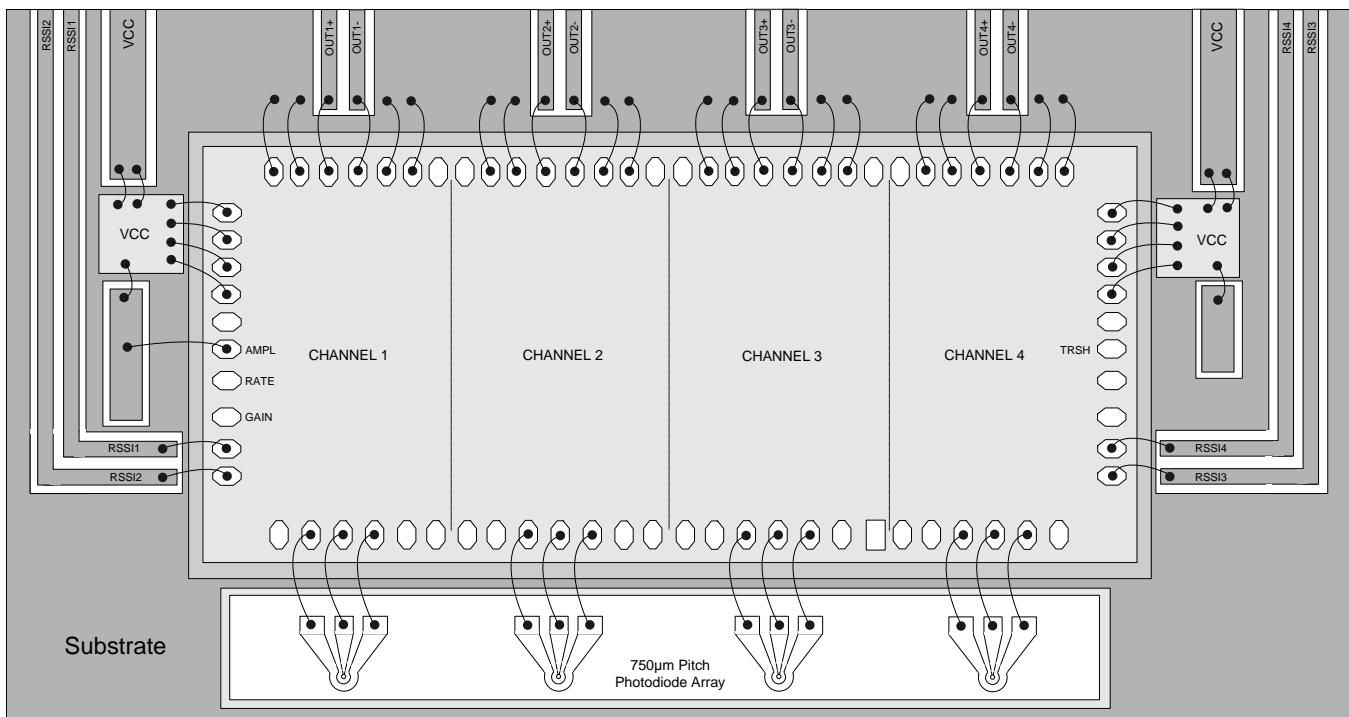 RSSI2
RSSI1
VCC
OUT1+
OUT1-
OUT2+
OUT2-
OUT3+
OUT3-
OUT4+
OUT4-
VCC
RSSI4
RSSI3
VCC
VCC
AMPL
CHANNEL 1
CHANNEL 2
CHANNEL 3
CHANNEL 4
TRSH
RATE
GAIN
RSSI1
RSSI4
RSSI2
RSSI3
Substrate
750µm Pitch
Photodiode Array